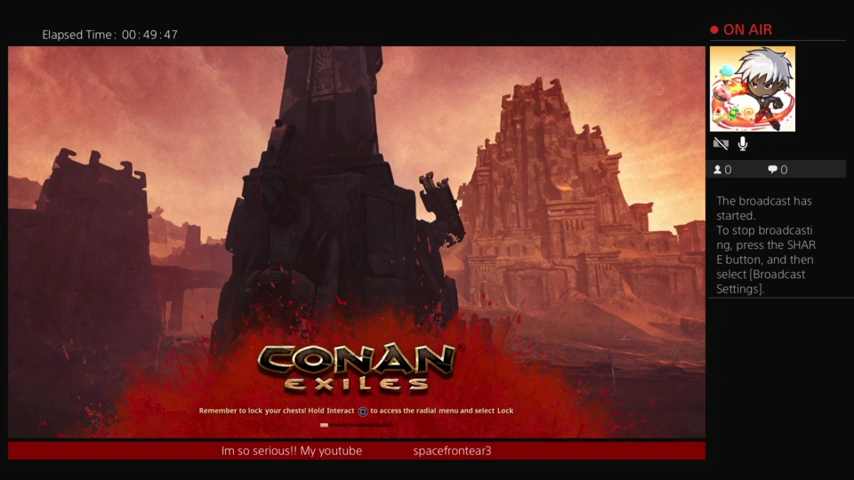 Elapsed Time: 00:49:47
ON AIR
0 0
The broadcast has
started.
To stop broadcasti
ng, press the SHAR
E button, and then
select [Broadcast
Settings].
CONAN
EXILES
Remember to lock your chests! Hold Interact to access the radial menu and select Lock
Im so serious!! My youtube spacefrontear3